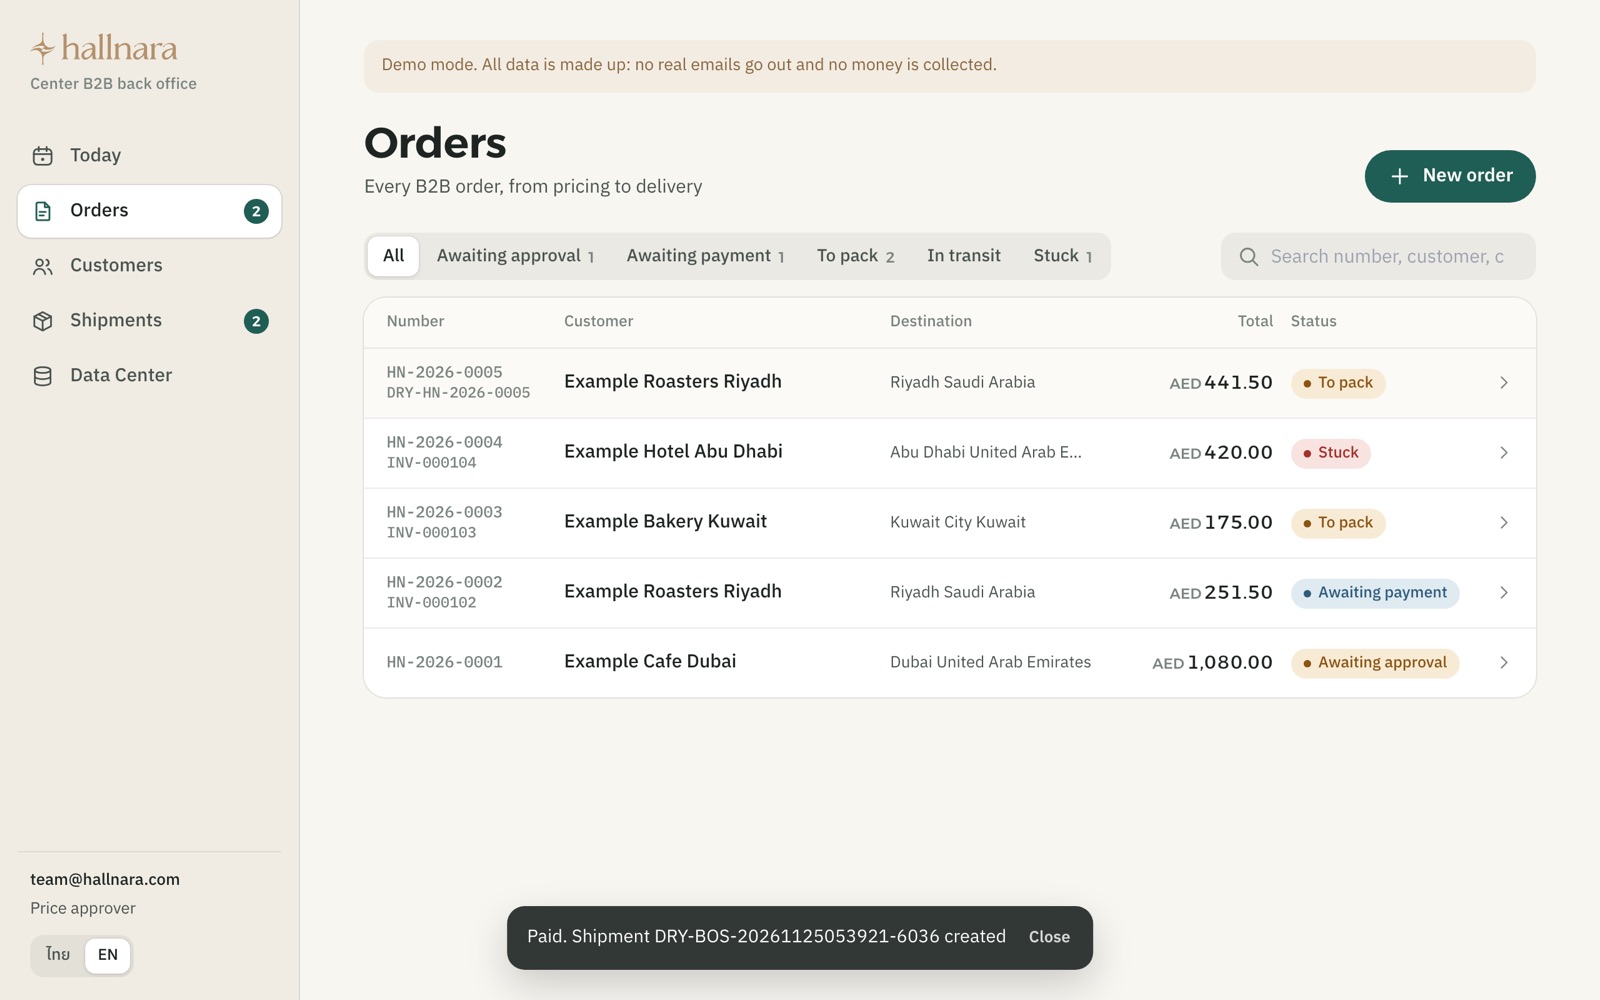 hallnara
Center B2B back office
Today
Orders 2
Customers
Shipments 2
Data Center
team@hallnara.com
Price approver
ไทย EN
Demo mode. All data is made up: no real emails go out and no money is collected.
Orders
Every B2B order, from pricing to delivery
New order
All Awaiting approval 1 Awaiting payment 1 To pack 2 In transit Stuck 1
Search number, customer, c
Number Customer Destination Total Status
HN-2026-0005
DRY-HN-2026-0005
Example Roasters Riyadh Riyadh Saudi Arabia AED 441.50 To pack
HN-2026-0004
INV-000104
Example Hotel Abu Dhabi Abu Dhabi United Arab E... AED 420.00 Stuck
HN-2026-0003
INV-000103
Example Bakery Kuwait Kuwait City Kuwait AED 175.00 To pack
HN-2026-0002
INV-000102
Example Roasters Riyadh Riyadh Saudi Arabia AED 251.50 Awaiting payment
HN-2026-0001 Example Cafe Dubai Dubai United Arab Emirates AED 1,080.00 Awaiting approval
Paid. Shipment DRY-BOS-20261125053921-6036 created Close